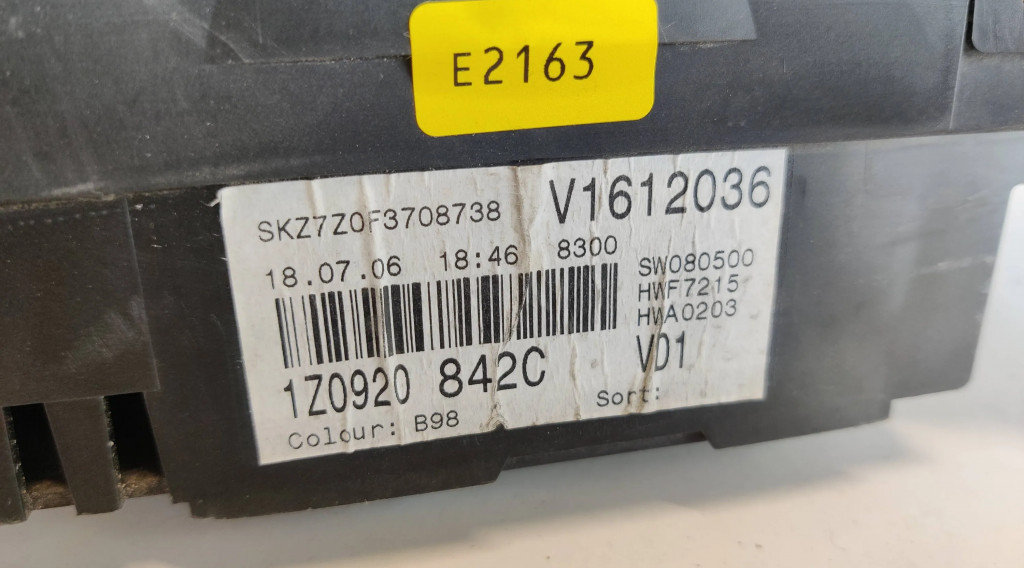 E2163
SKZ7Z0F3708738 V1612036
18.07.06 18:46 8300
SW080500
HWF7215
HWA0203
1Z0920 842C VD1
Colour: B98 Sort: